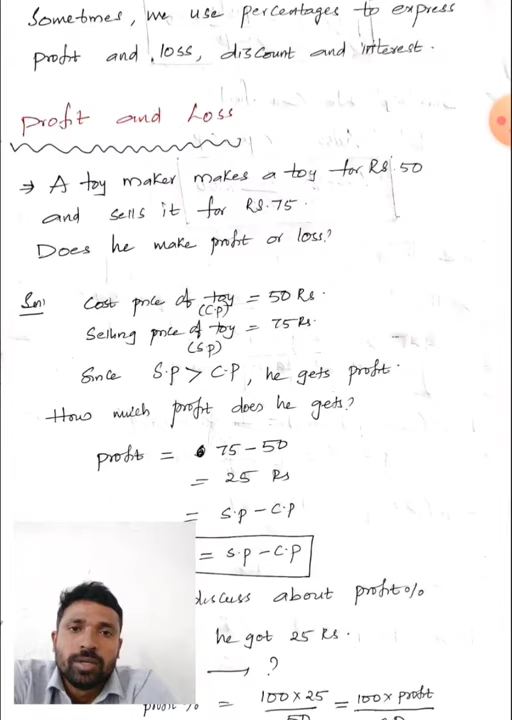 Sometimes, we use percentages to express
profit and loss, discount and interest.
Profit and Loss
→ A toy maker makes a toy for Rs.50
and sells it for Rs.75.
Does he make profit or loss?
Sol: Cost price of toy = 50 Rs.
(C.P)
Selling price of toy = 75 Rs.
(S.P)
Since S.P > C.P, he gets profit.
How much profit does he gets?
profit = 75 - 50
= 25 Rs
= S.P - C.P
= S.P - C.P
discuss about profit%
he got 25 Rs.
→ ?
profit % = 100 x 25 / 50 = 100 x profit